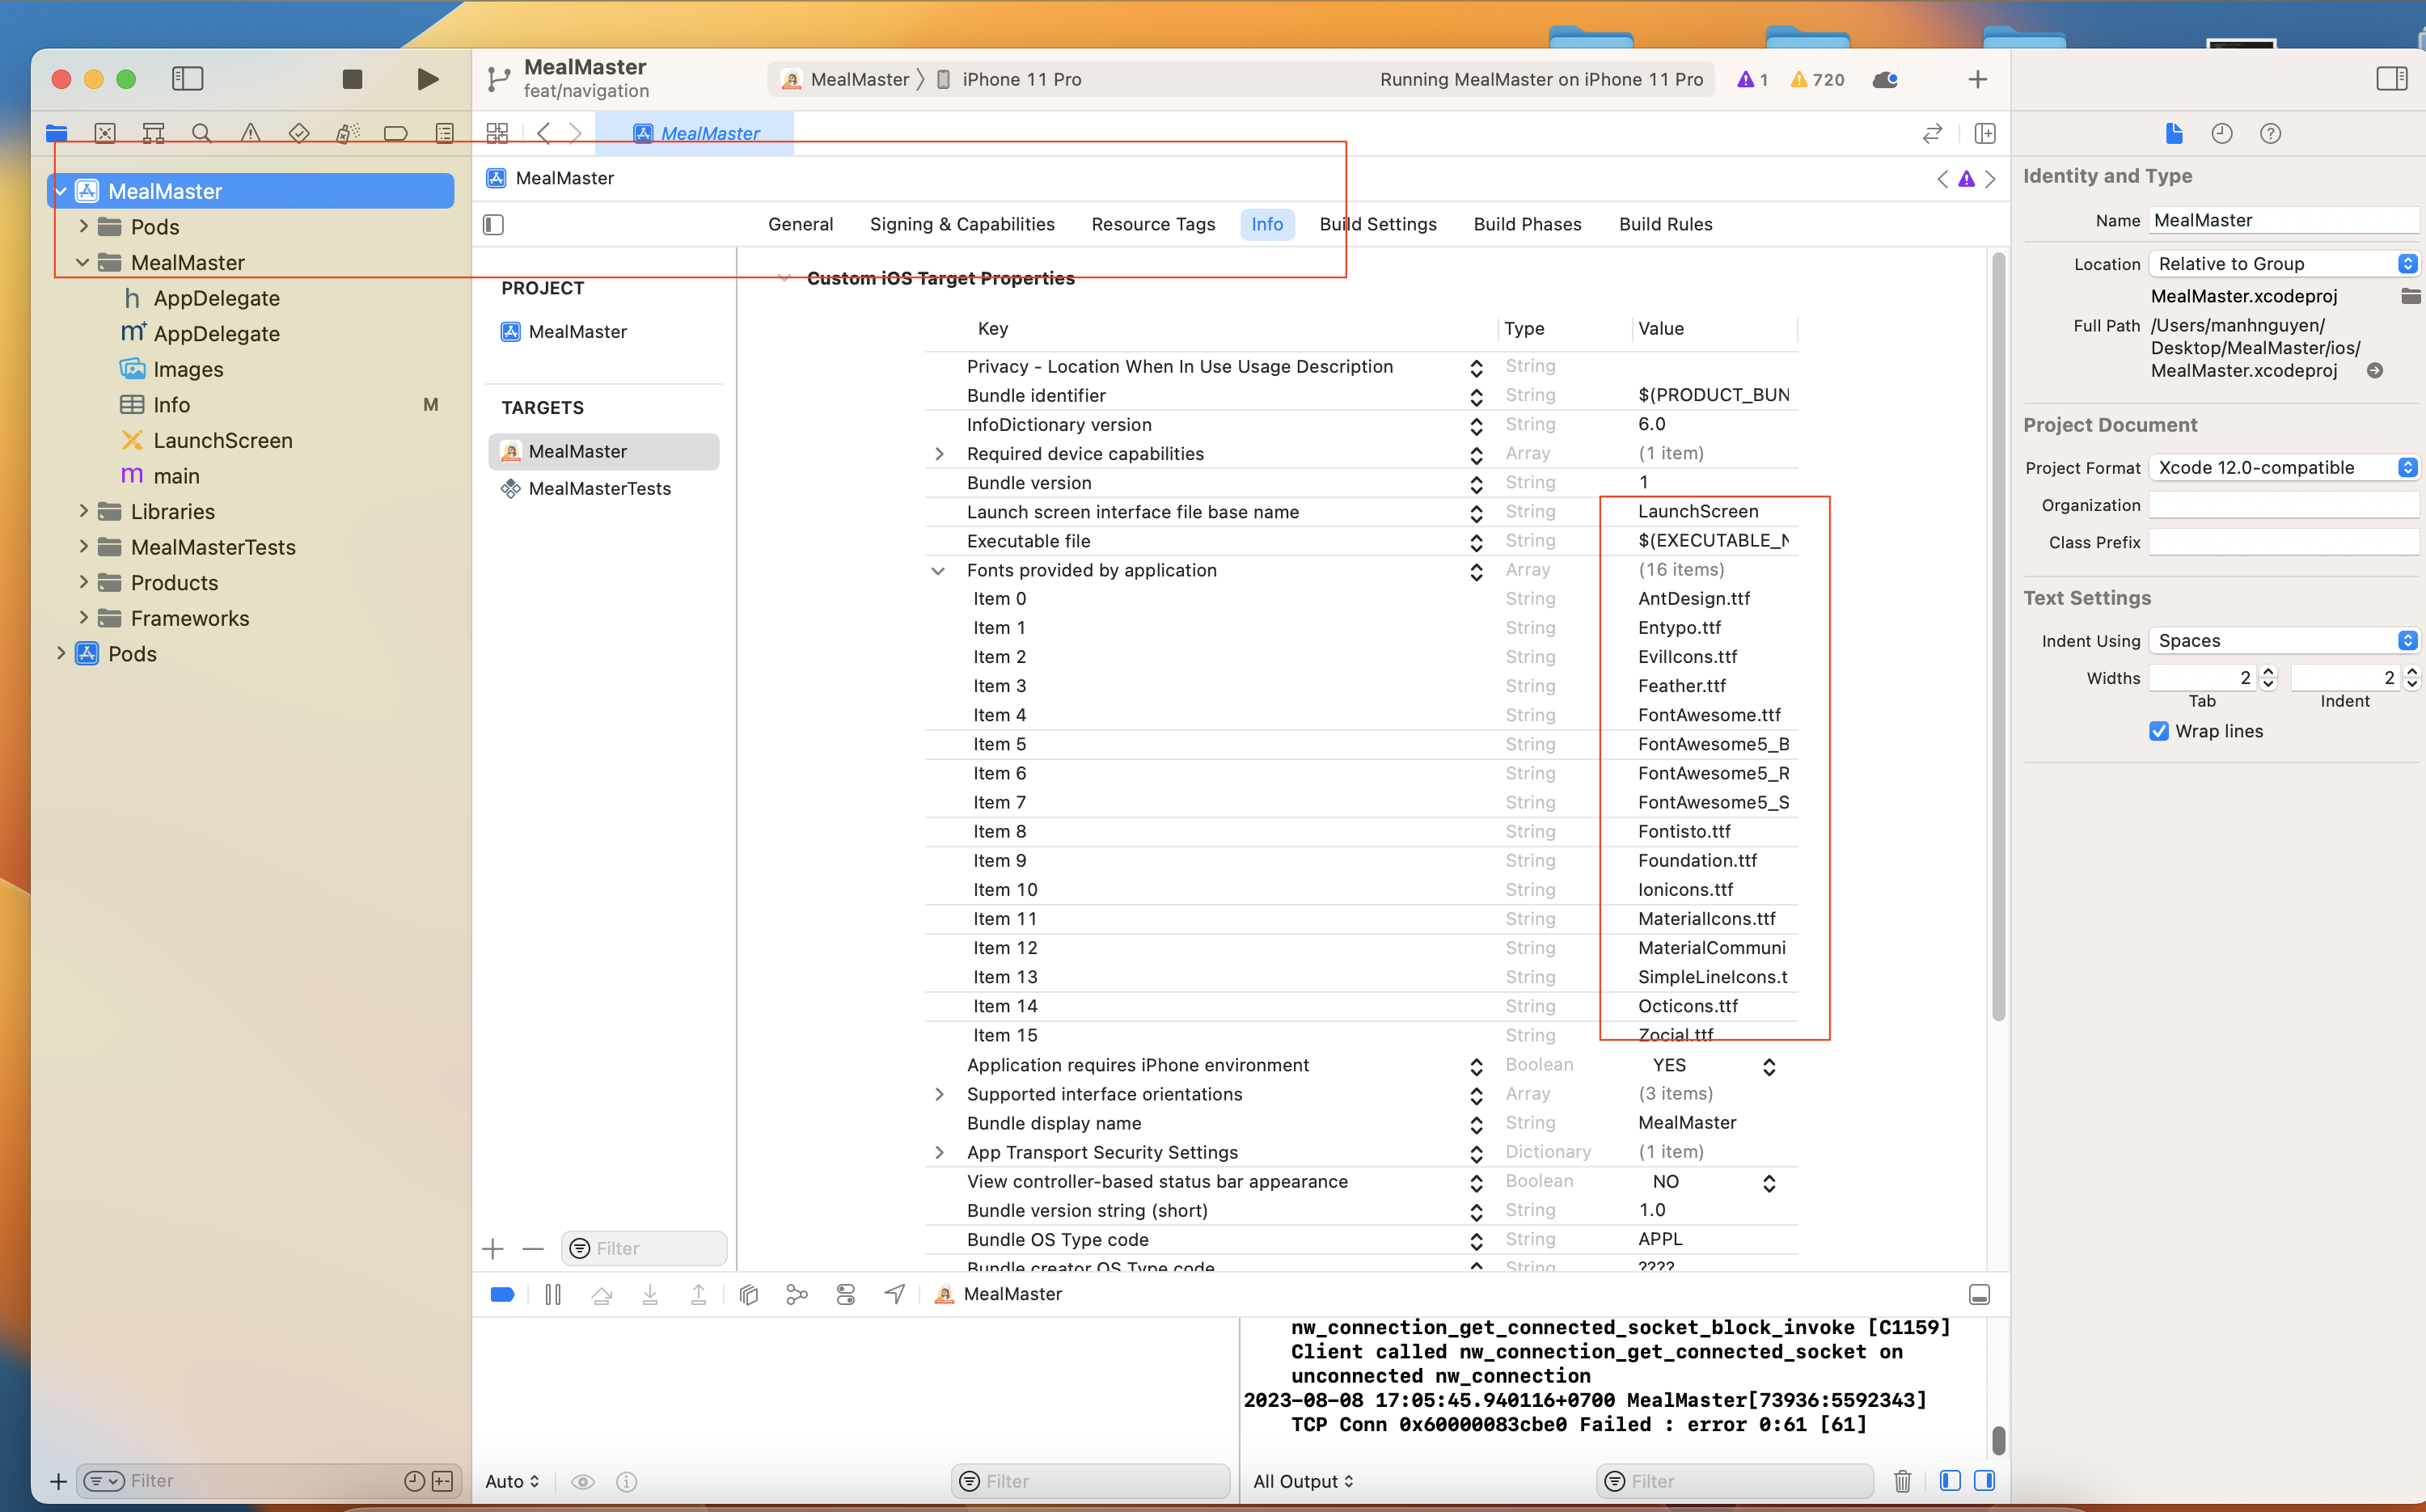 MealMaster
feat/navigation
MealMaster
iPhone 11 Pro
Running MealMaster on iPhone 11 Pro
1
720
MealMaster
MealMaster
Pods
MealMaster
h AppDelegate
m+ AppDelegate
Images
Info M
LaunchScreen
m main
Libraries
MealMasterTests
Products
Frameworks
Pods
Filter
MealMaster
General Signing & Capabilities Resource Tags Info Build Settings Build Phases Build Rules
PROJECT
MealMaster
TARGETS
MealMaster
MealMasterTests
Filter
Custom iOS Target Properties
Key Type Value
Privacy - Location When In Use Usage Description String
Bundle identifier String $(PRODUCT_BUN
InfoDictionary version String 6.0
Required device capabilities Array (1 item)
Bundle version String 1
Launch screen interface file base name String LaunchScreen
Executable file String $(EXECUTABLE_N
Fonts provided by application Array (16 items)
Item 0 String AntDesign.ttf
Item 1 String Entypo.ttf
Item 2 String EvilIcons.ttf
Item 3 String Feather.ttf
Item 4 String FontAwesome.ttf
Item 5 String FontAwesome5_B
Item 6 String FontAwesome5_R
Item 7 String FontAwesome5_S
Item 8 String Fontisto.ttf
Item 9 String Foundation.ttf
Item 10 String Ionicons.ttf
Item 11 String MaterialIcons.ttf
Item 12 String MaterialCommuni
Item 13 String SimpleLineIcons.t
Item 14 String Octicons.ttf
Item 15 String Zocial.ttf
Application requires iPhone environment Boolean YES
Supported interface orientations Array (3 items)
Bundle display name String MealMaster
App Transport Security Settings Dictionary (1 item)
View controller-based status bar appearance Boolean NO
Bundle version string (short) String 1.0
Bundle OS Type code String APPL
Bundle creator OS Type code String ????
MealMaster
nw_connection_get_connected_socket_block_invoke [C1159]
Client called nw_connection_get_connected_socket on
unconnected nw_connection
2023-08-08 17:05:45.940116+0700 MealMaster[73936:5592343]
TCP Conn 0x60000083cbe0 Failed : error 0:61 [61]
Auto
Filter
All Output
Filter
Identity and Type
Name MealMaster
Location Relative to Group
MealMaster.xcodeproj
Full Path /Users/manhnguyen/
Desktop/MealMaster/ios/
MealMaster.xcodeproj
Project Document
Project Format Xcode 12.0-compatible
Organization
Class Prefix
Text Settings
Indent Using Spaces
Widths 2 2
Tab Indent
Wrap lines